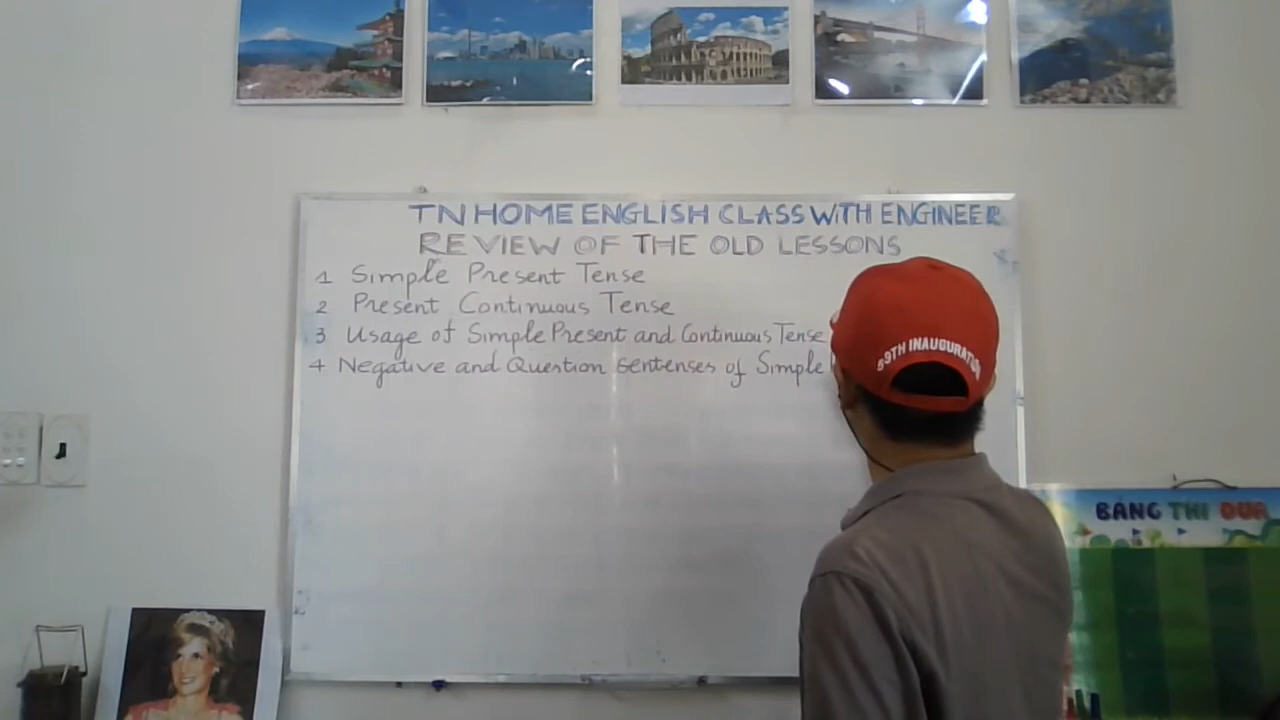 TN HOME ENGLISH CLASS WITH ENGINEER
REVIEW OF THE OLD LESSONS
1 Simple Present Tense
2 Present Continuous Tense
3 Usage of Simple Present and Continuous Tense
4 Negative and Question sentenses of Simple
59TH INAUGURATION
BẢNG THI ĐUA